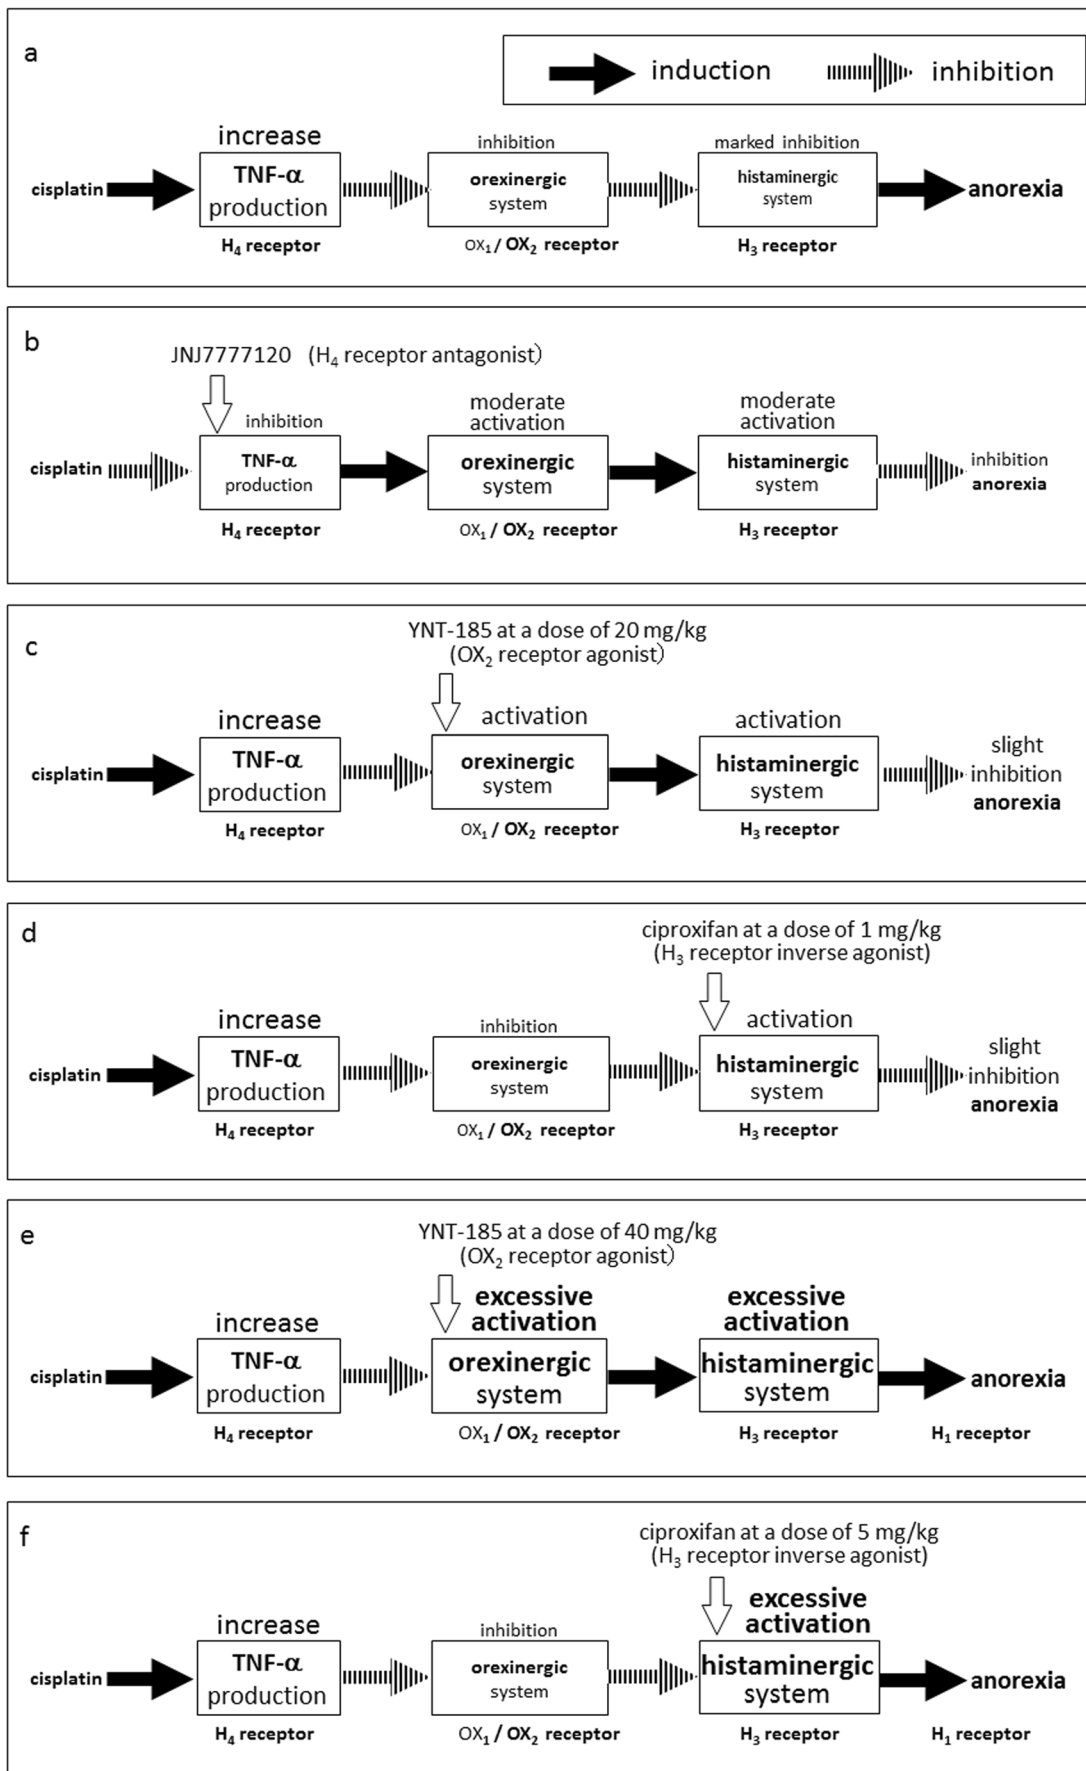 a
induction
inhibition
increase
inhibition
marked inhibition
cisplatin
TNF-α
production
orexinergic
system
histaminergic
system
anorexia
H₄ receptor
OX₁ / OX₂ receptor
H₃ receptor
b
JNJ7777120 (H₄ receptor antagonist)
inhibition
moderate
activation
moderate
activation
cisplatin
TNF-α
production
orexinergic
system
histaminergic
system
inhibition
anorexia
H₄ receptor
OX₁ / OX₂ receptor
H₃ receptor
c
YNT-185 at a dose of 20 mg/kg
(OX₂ receptor agonist)
increase
activation
activation
cisplatin
TNF-α
production
orexinergic
system
histaminergic
system
slight
inhibition
anorexia
H₄ receptor
OX₁ / OX₂ receptor
H₃ receptor
d
ciproxifan at a dose of 1 mg/kg
(H₃ receptor inverse agonist)
increase
inhibition
activation
cisplatin
TNF-α
production
orexinergic
system
histaminergic
system
slight
inhibition
anorexia
H₄ receptor
OX₁ / OX₂ receptor
H₃ receptor
e
YNT-185 at a dose of 40 mg/kg
(OX₂ receptor agonist)
increase
excessive
activation
excessive
activation
cisplatin
TNF-α
production
orexinergic
system
histaminergic
system
anorexia
H₄ receptor
OX₁ / OX₂ receptor
H₃ receptor
H₁ receptor
f
ciproxifan at a dose of 5 mg/kg
(H₃ receptor inverse agonist)
increase
inhibition
excessive
activation
cisplatin
TNF-α
production
orexinergic
system
histaminergic
system
anorexia
H₄ receptor
OX₁ / OX₂ receptor
H₃ receptor
H₁ receptor